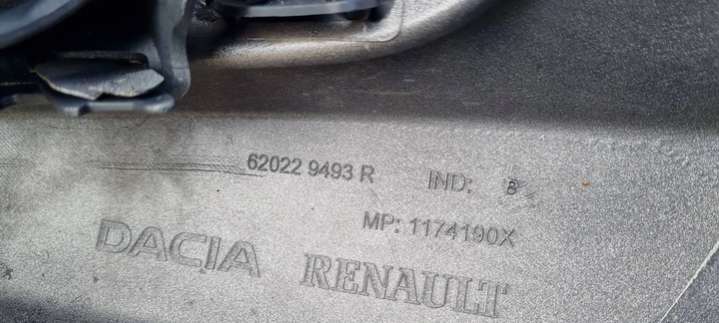 62022 9493 R IND: B
MP: 1174190X
DACIA RENAULT